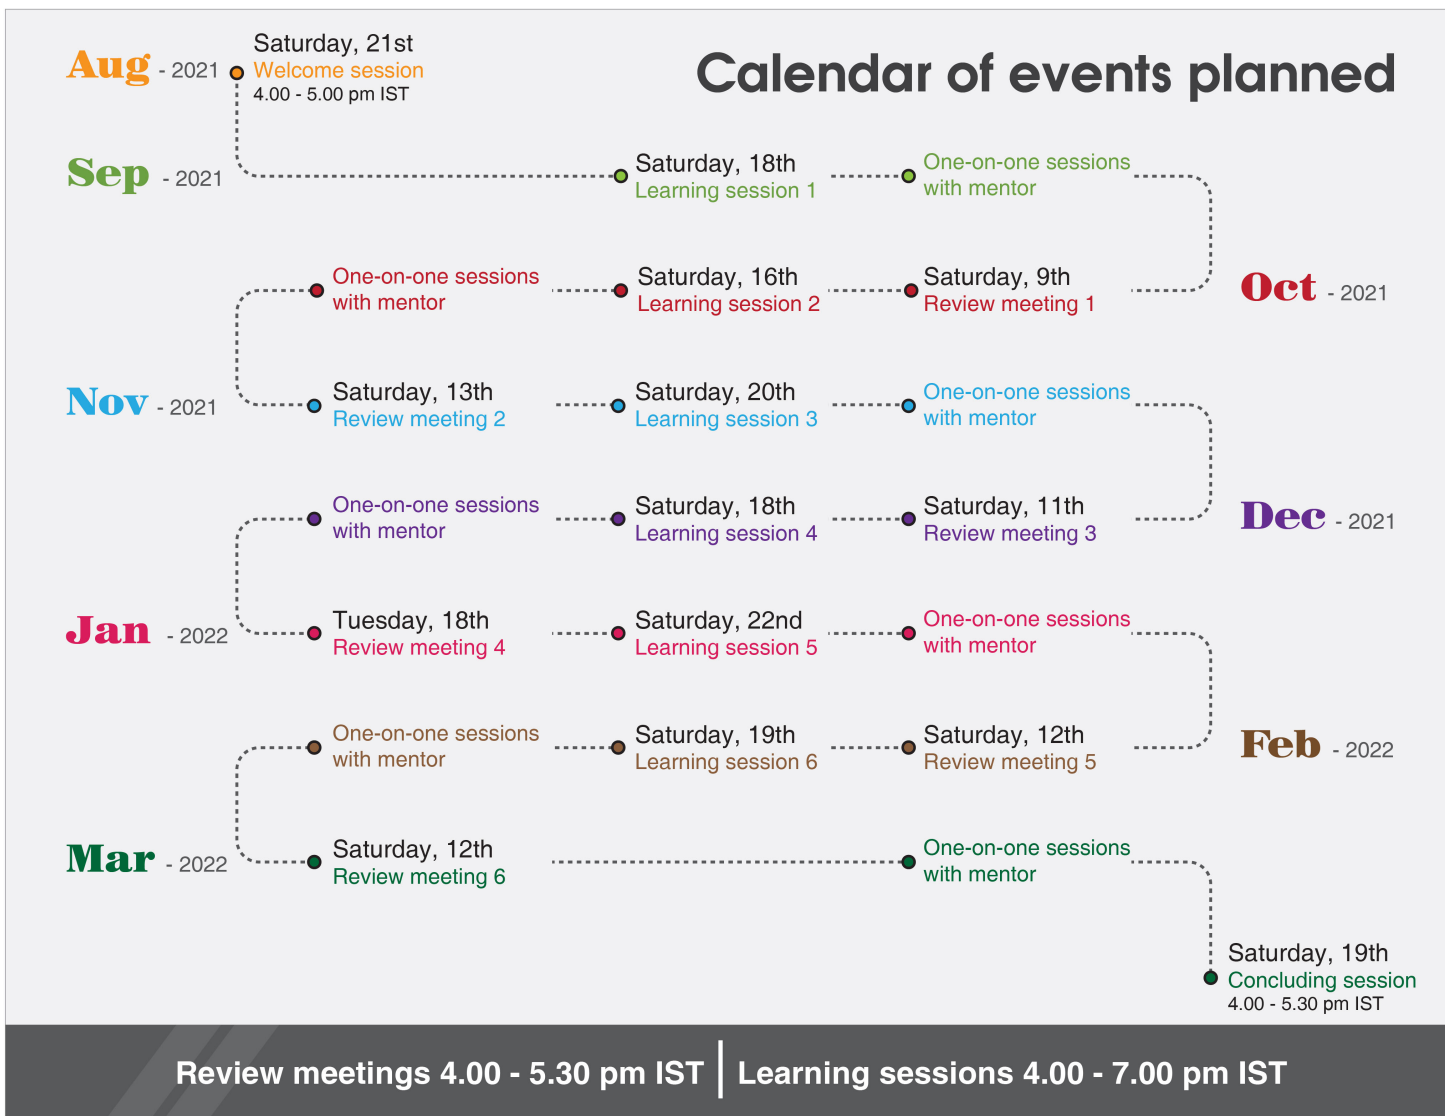 Calendar of events planned
Aug - 2021
Saturday, 21st
Welcome session
4.00 - 5.00 pm IST
Sep - 2021
Saturday, 18th
Learning session 1
One-on-one sessions
with mentor
Oct - 2021
Saturday, 9th
Review meeting 1
Saturday, 16th
Learning session 2
One-on-one sessions
with mentor
Nov - 2021
Saturday, 13th
Review meeting 2
Saturday, 20th
Learning session 3
One-on-one sessions
with mentor
Dec - 2021
Saturday, 11th
Review meeting 3
Saturday, 18th
Learning session 4
One-on-one sessions
with mentor
Jan - 2022
Tuesday, 18th
Review meeting 4
Saturday, 22nd
Learning session 5
One-on-one sessions
with mentor
Feb - 2022
Saturday, 12th
Review meeting 5
Saturday, 19th
Learning session 6
One-on-one sessions
with mentor
Mar - 2022
Saturday, 12th
Review meeting 6
One-on-one sessions
with mentor
Saturday, 19th
Concluding session
4.00 - 5.30 pm IST
Review meetings 4.00 - 5.30 pm IST
Learning sessions 4.00 - 7.00 pm IST